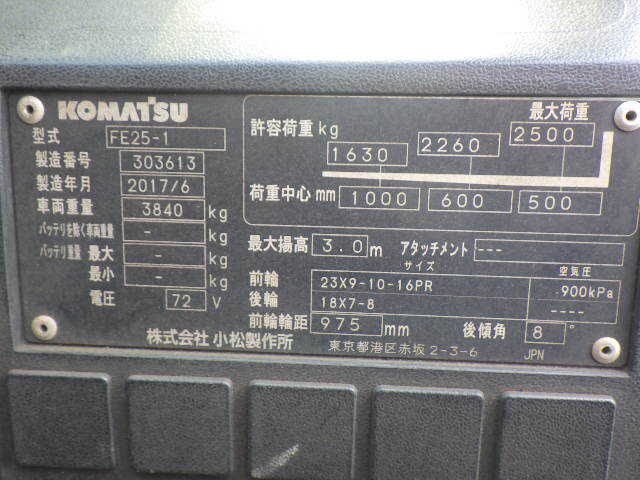 KOMATSU
型式 FE25-1
製造番号 303613
製造年月 2017/6
車両重量 3840 kg
バッテリを除く車両重量 - kg
バッテリ重量 最大 - kg
最小 - kg
電圧 72 V
最大荷重
許容荷重 kg 1630 2260 2500
荷重中心 mm 1000 600 500
最大揚高 3.0 m アタッチメント ---
サイズ 空気圧
前輪 23X9-10-16PR 900kPa
後輪 18X7-8 ----
前輪輪距 975 mm 後傾角 8 °
株式会社 小松製作所 東京都港区赤坂 2-3-6 JPN